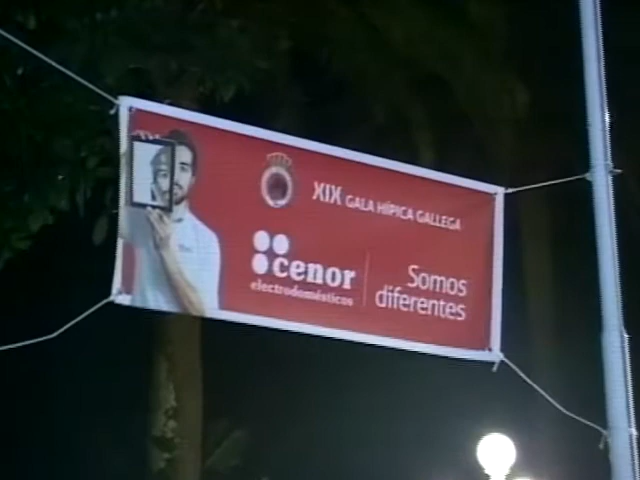 XIX GALA HÍPICA GALLEGA
cenor
electrodomésticos
Somos
diferentes